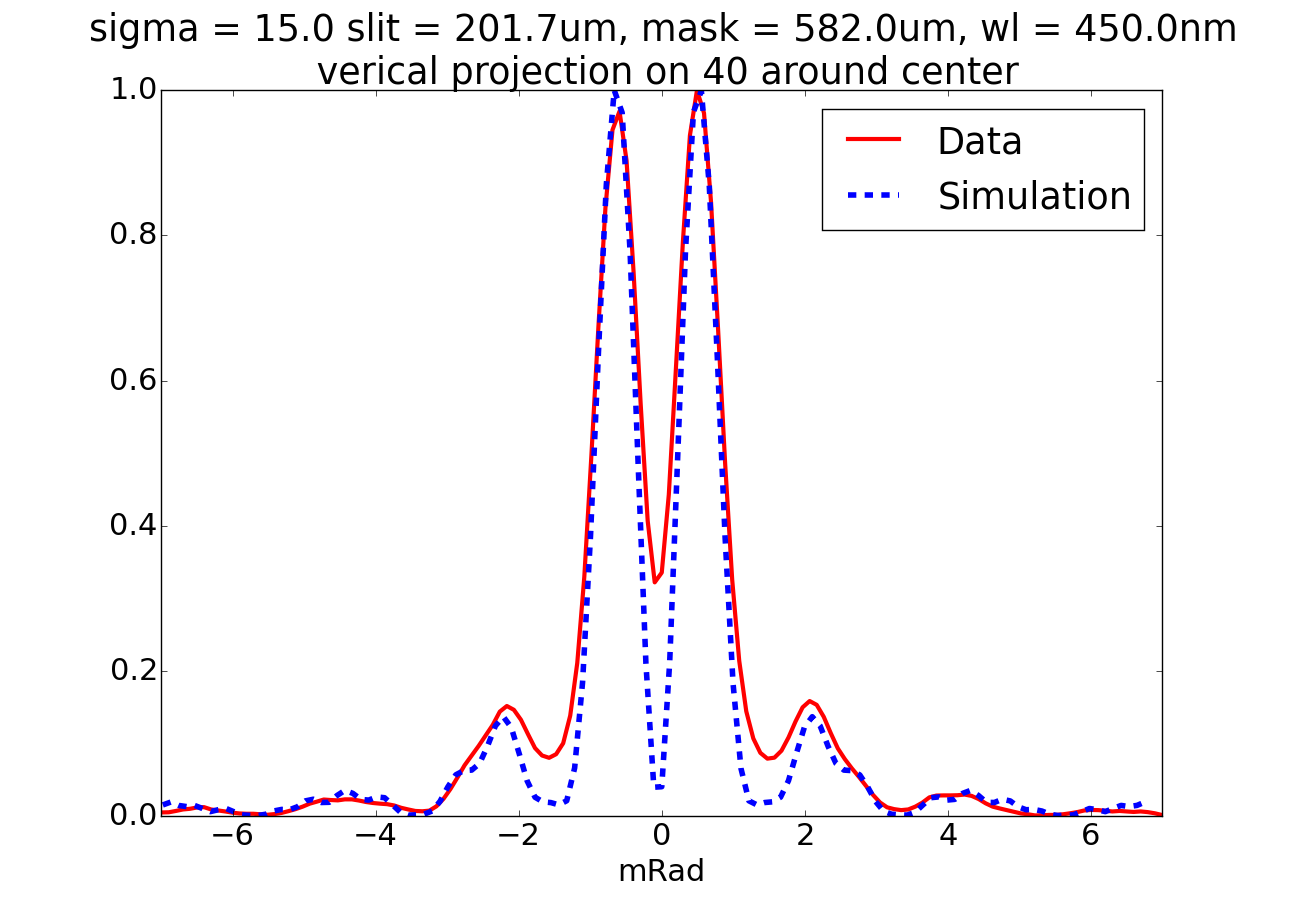 sigma = 15.0 slit = 201.7um, mask = 582.0um, wl = 450.0nm
verical projection on 40 around center
1.0
Data
Simulation
0.8
0.6
0.4
0.2
0.0
−6 −4 −2 0 2 4 6
mRad